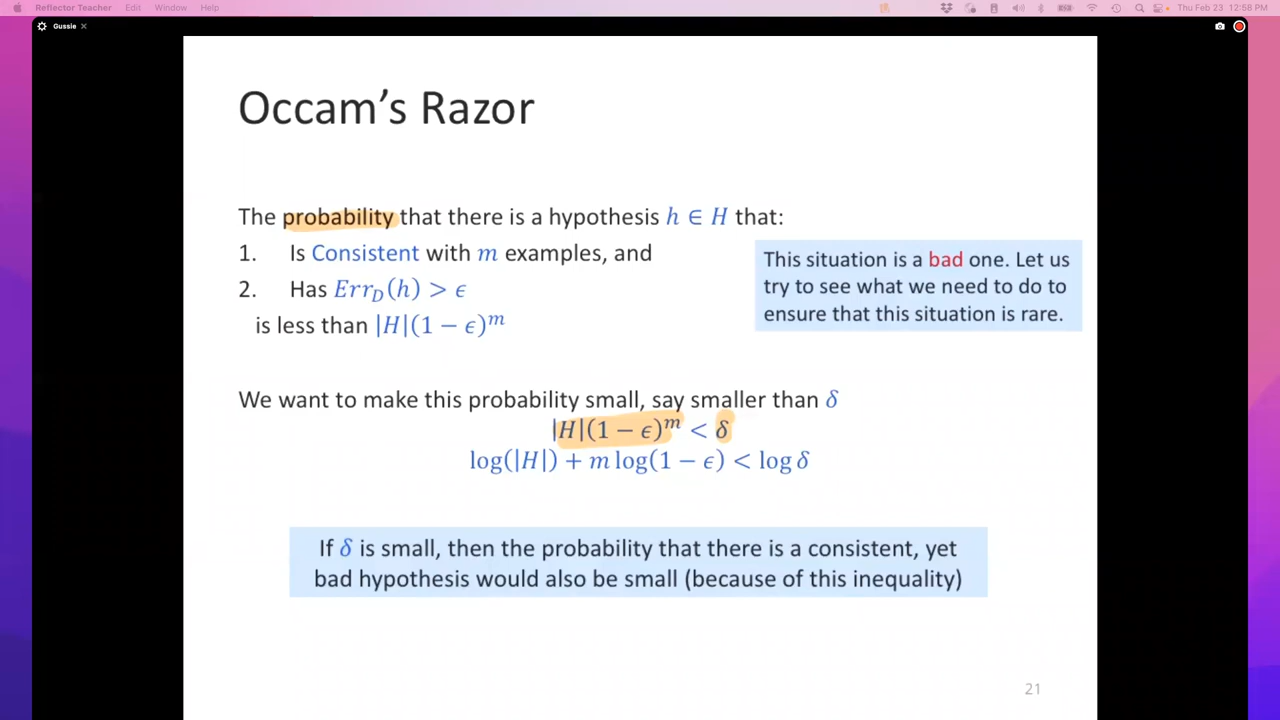 Reflector Teacher Edit Window Help Thu Feb 23 12:58 PM
Gussie ×
Occam's Razor
The probability that there is a hypothesis h ∈ H that:
1. Is Consistent with m examples, and
2. Has Err_D(h) > ϵ
is less than |H|(1 − ϵ)^m
This situation is a bad one. Let us
try to see what we need to do to
ensure that this situation is rare.
We want to make this probability small, say smaller than δ
|H|(1 − ϵ)^m < δ
log(|H|) + m log(1 − ϵ) < log δ
If δ is small, then the probability that there is a consistent, yet
bad hypothesis would also be small (because of this inequality)
21